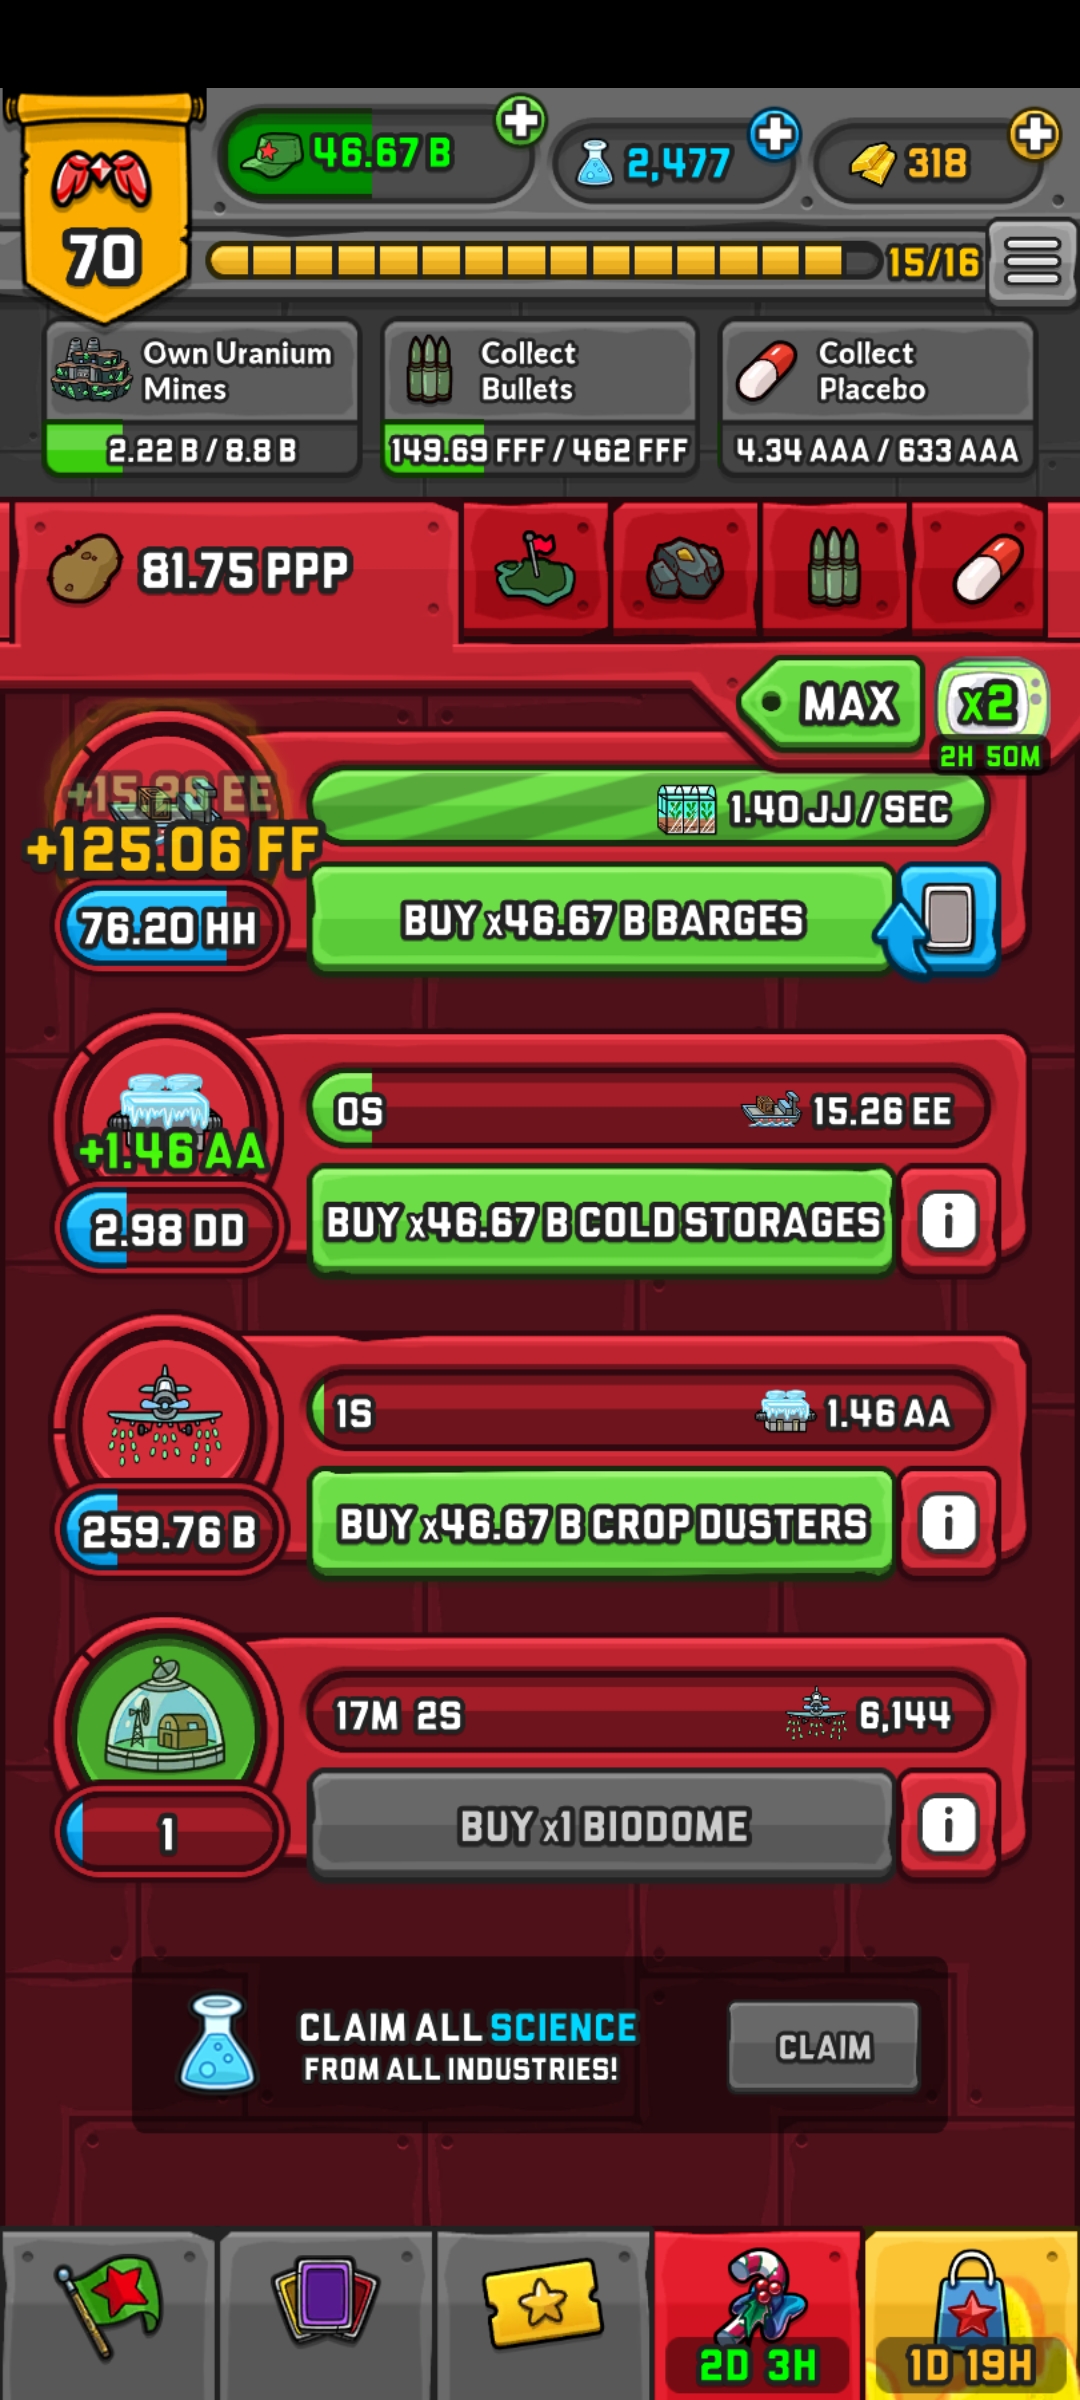 70
46.67 B
2,477
318
15/16
Own Uranium
Mines
2.22 B / 8.8 B
Collect
Bullets
149.69 FFF / 462 FFF
Collect
Placebo
4.34 AAA / 633 AAA
81.75 PPP
MAX
x2
2H 50M
+125.06 FF
1.40 JJ / SEC
76.20 HH
BUY x46.67 B BARGES
+1.46 AA
0S
15.26 EE
2.98 DD
BUY x46.67 B COLD STORAGES
i
1S
1.46 AA
259.76 B
BUY x46.67 B CROP DUSTERS
i
17M 2S
6,144
1
BUY x1 BIODOME
i
CLAIM ALL SCIENCE
FROM ALL INDUSTRIES!
CLAIM
2D 3H
1D 19H